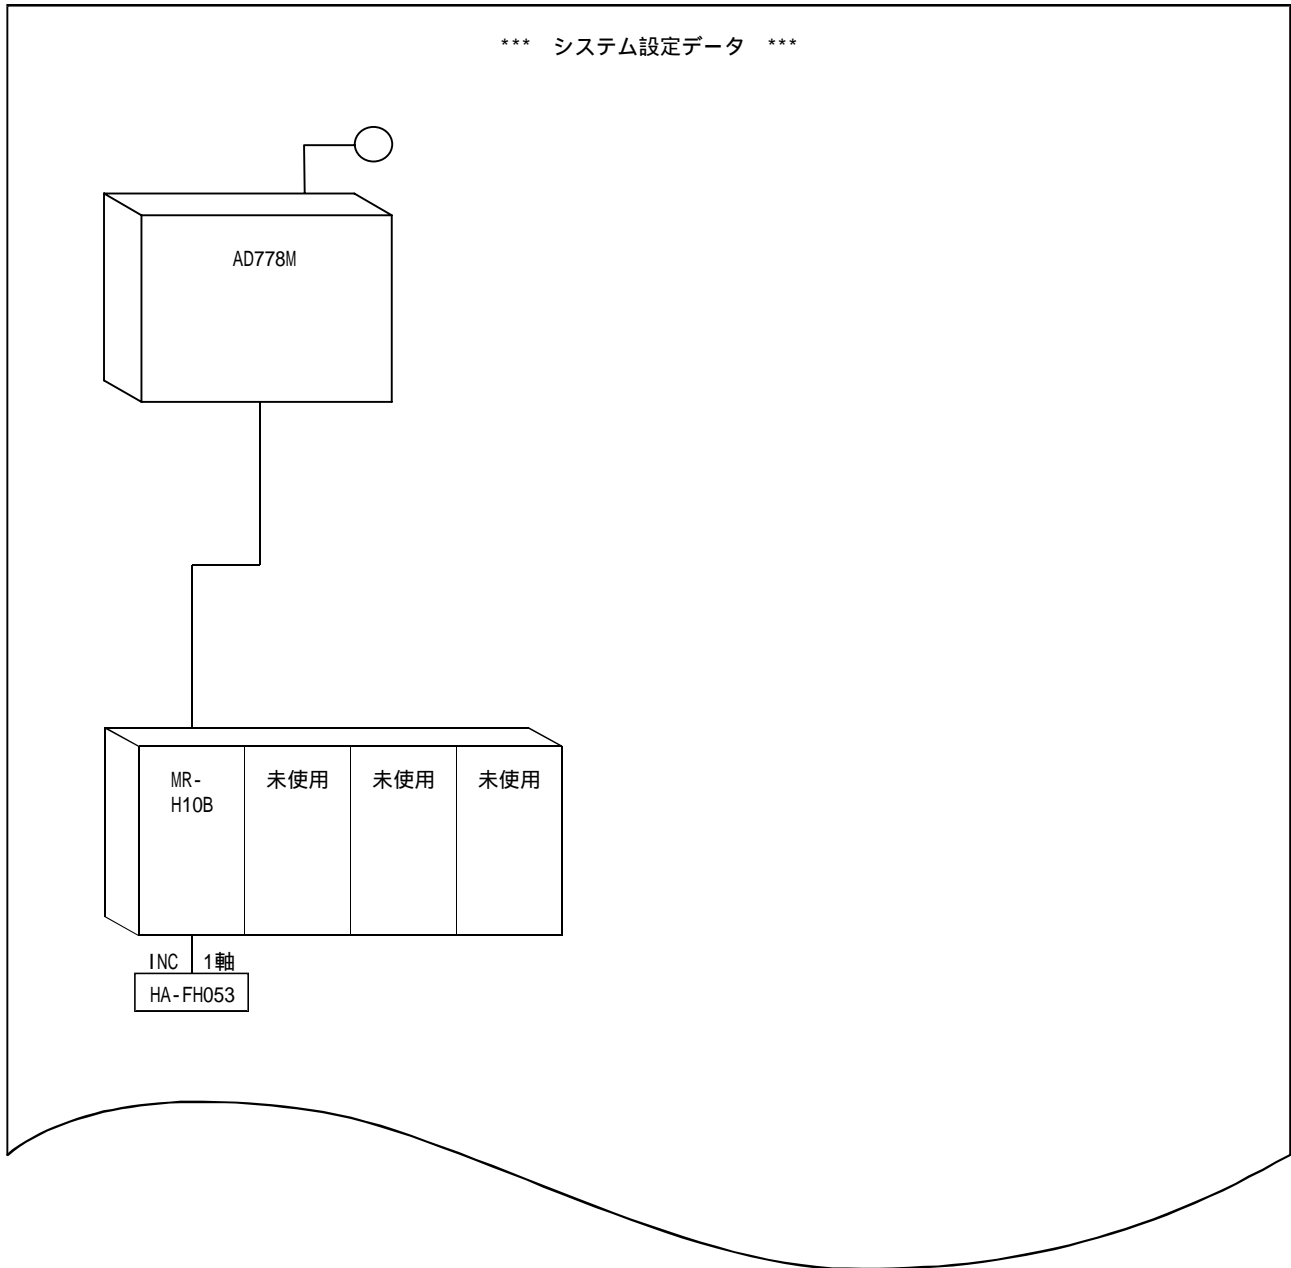 *** システム設定データ ***
AD778M
MR-
H10B
未使用
未使用
未使用
INC 1軸
HA-FH053